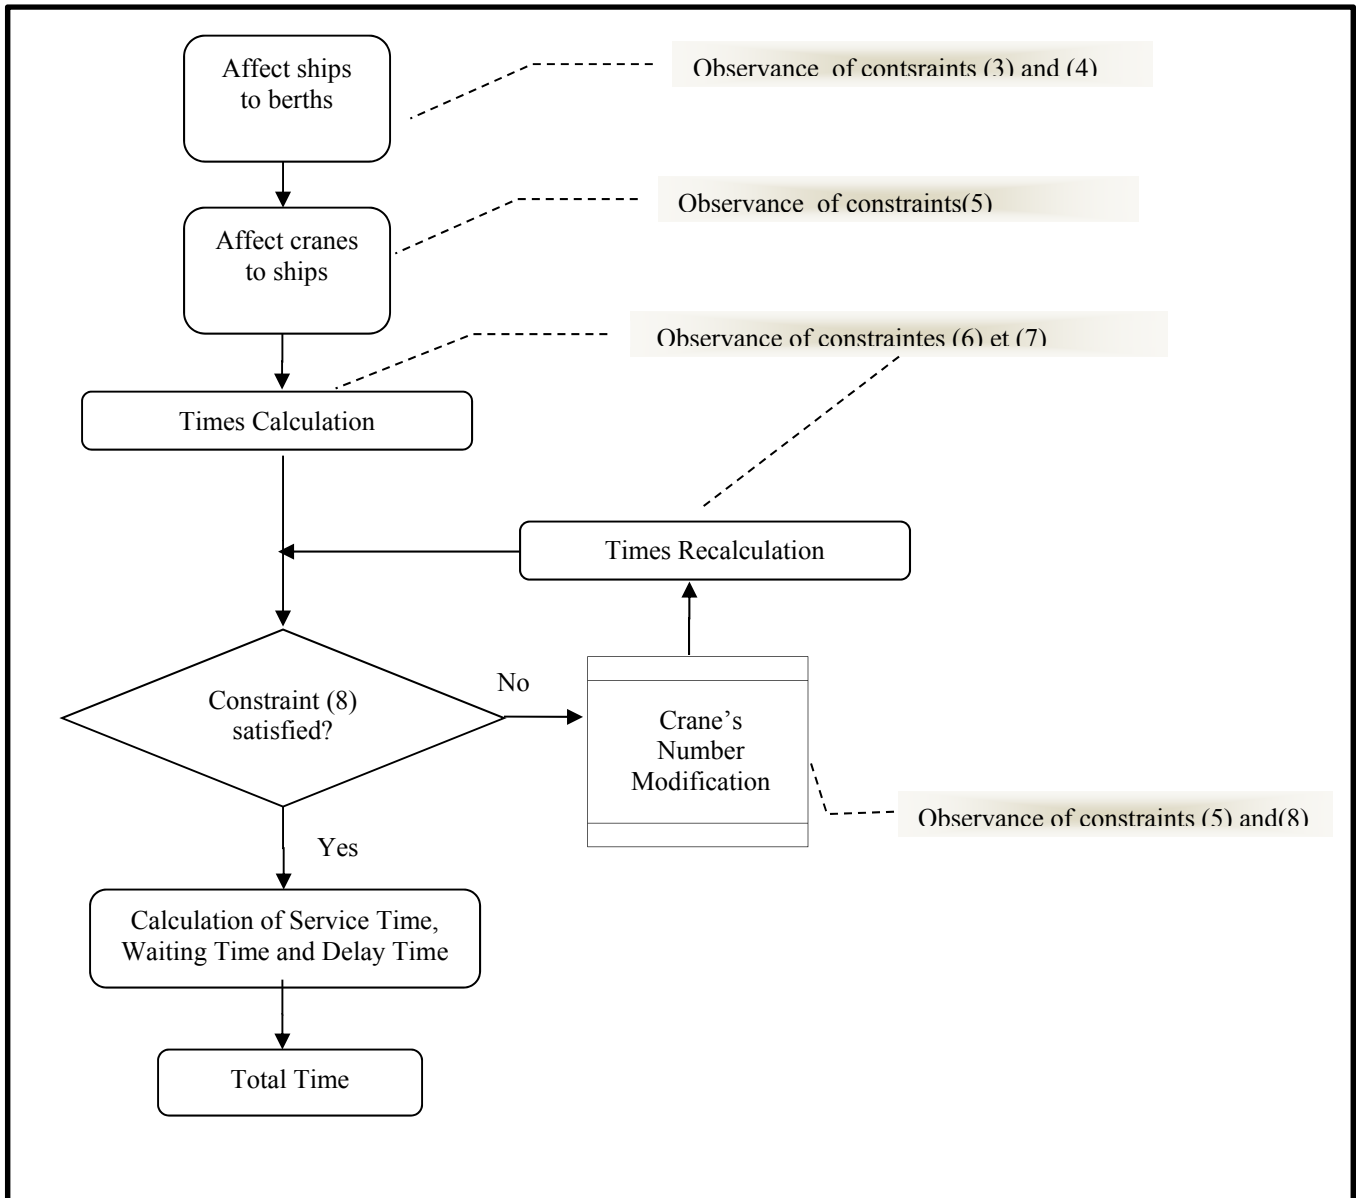 Affect ships
to berths
Observance of contsraints (3) and (4)
Affect cranes
to ships
Observance of constraints(5)
Observance of constraintes (6) et (7)
Times Calculation
Times Recalculation
Constraint (8)
satisfied?
No
Crane’s
Number
Modification
Observance of constraints (5) and(8)
Yes
Calculation of Service Time,
Waiting Time and Delay Time
Total Time